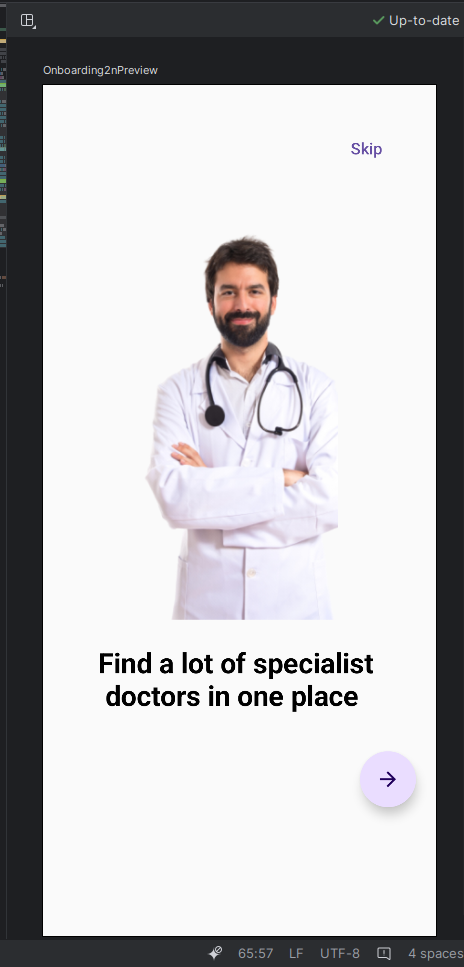 Up-to-date
Onboarding2nPreview
Skip
Find a lot of specialist
doctors in one place
65:57 LF UTF-8 4 spaces